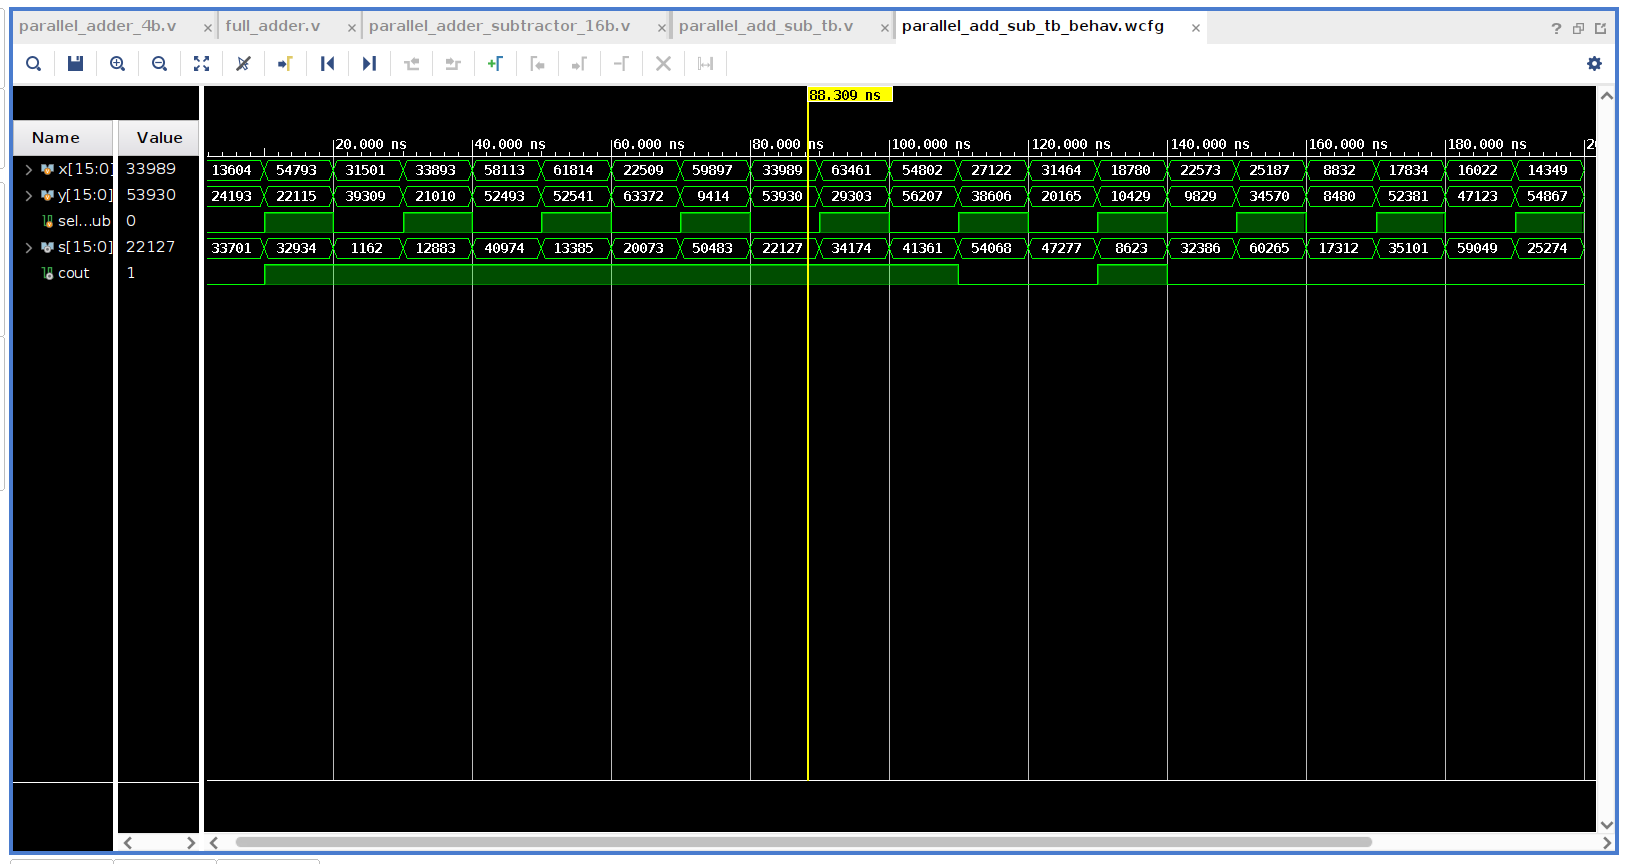 parallel_adder_4b.v × full_adder.v × parallel_adder_subtractor_16b.v × parallel_add_sub_tb.v × parallel_add_sub_tb_behav.wcfg × ?
88.309 ns
Name Value
20.000 ns 40.000 ns 60.000 ns 80.000 ns 100.000 ns 120.000 ns 140.000 ns 160.000 ns 180.000 ns 2
x[15:0] 33989 13604 54793 31501 33893 58113 61814 22509 59897 33989 63461 54802 27122 31464 18780 22573 25187 8832 17834 16022 14349
y[15:0] 53930 24193 22115 39309 21010 52493 52541 63372 9414 53930 29303 56207 38606 20165 10429 9829 34570 8480 52381 47123 54867
sel...ub 0
s[15:0] 22127 33701 32934 1162 12883 40974 13385 20073 50483 22127 34174 41361 54068 47277 8623 32386 60265 17312 35101 59049 25274
cout 1